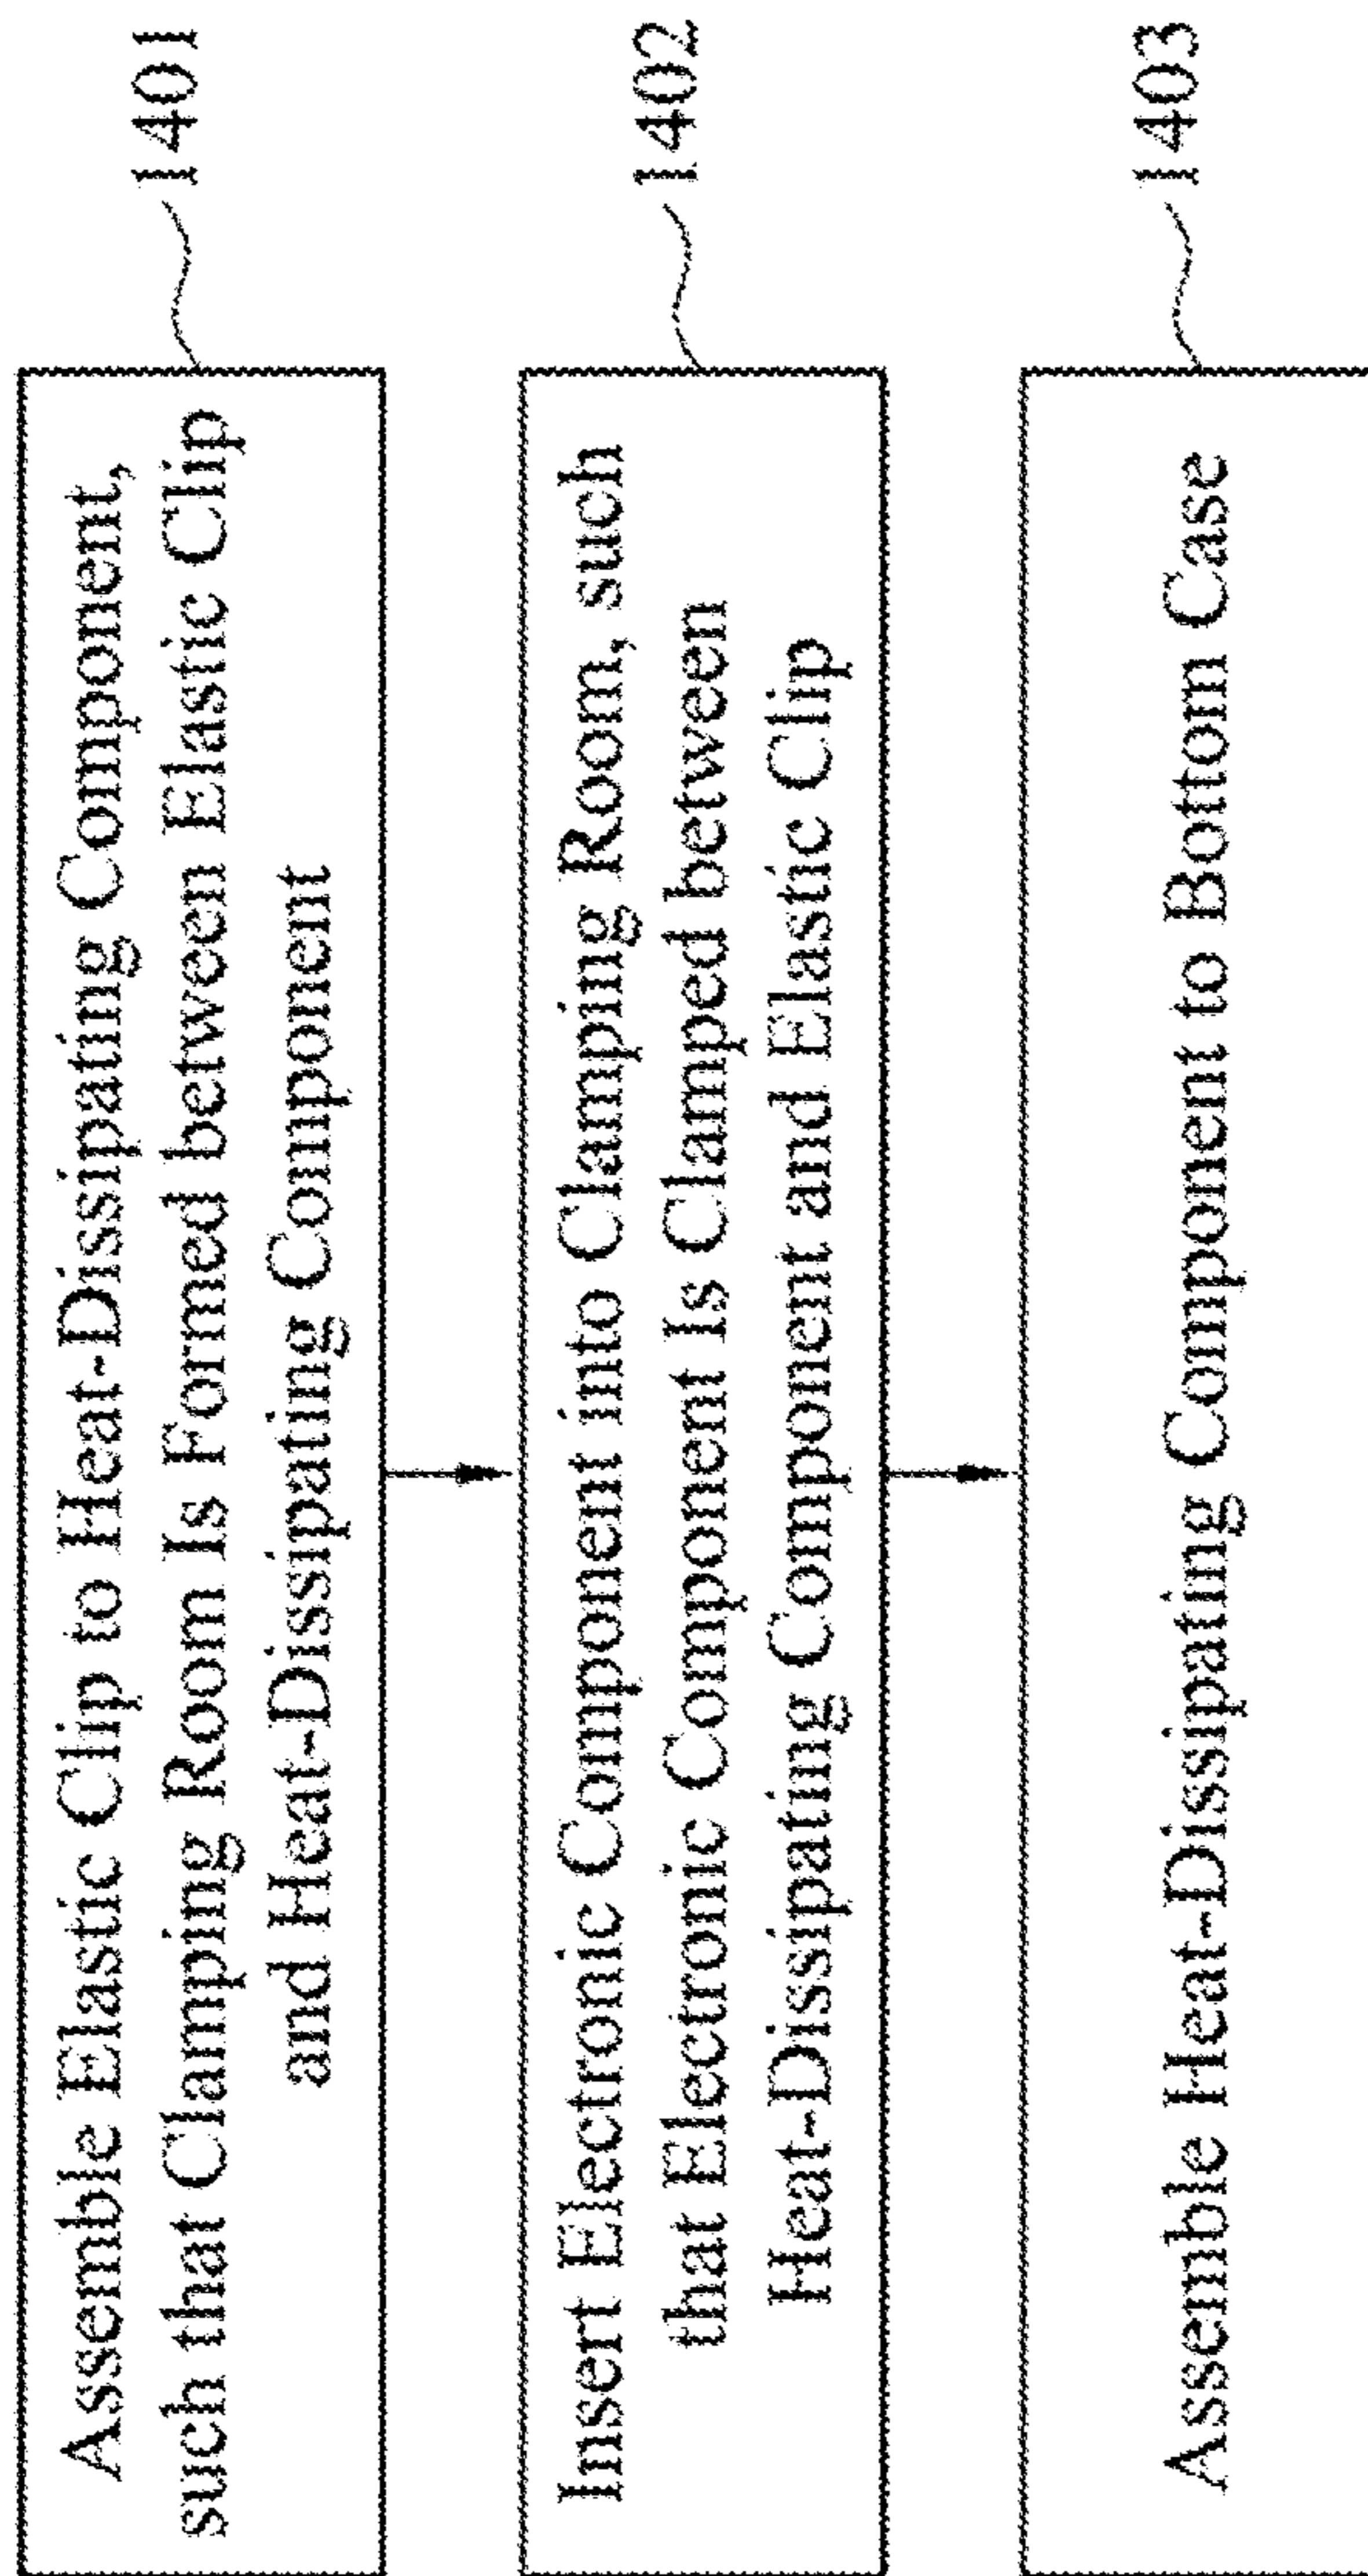 Assemble Elastic Clip to Heat-Dissipating Component,
such that Clamping Room Is Formed between Elastic Clip
and Heat-Dissipating Component
1401
Insert Electronic Component into Clamping Room, such
that Electronic Component Is Clamped between
Heat-Dissipating Component and Elastic Clip
1402
Assemble Heat-Dissipating Component to Bottom Case
1403